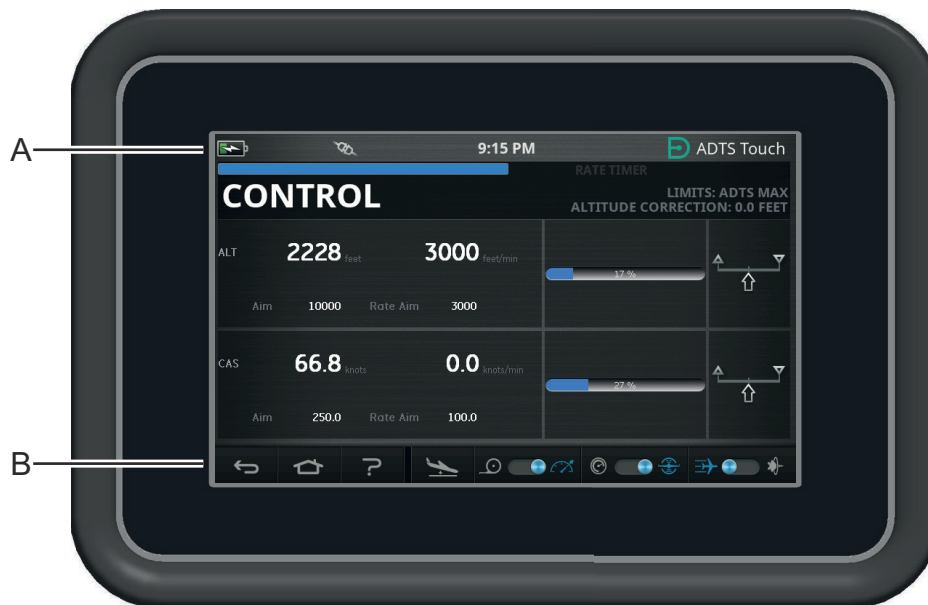 A
9:15 PM ADTS Touch
RATE TIMER
CONTROL
LIMITS: ADTS MAX
ALTITUDE CORRECTION: 0.0 FEET
ALT 2228 feet 3000 feet/min
17 %
Aim 10000 Rate Aim 3000
CAS 66.8 knots 0.0 knots/min
27 %
Aim 250.0 Rate Aim 100.0
B